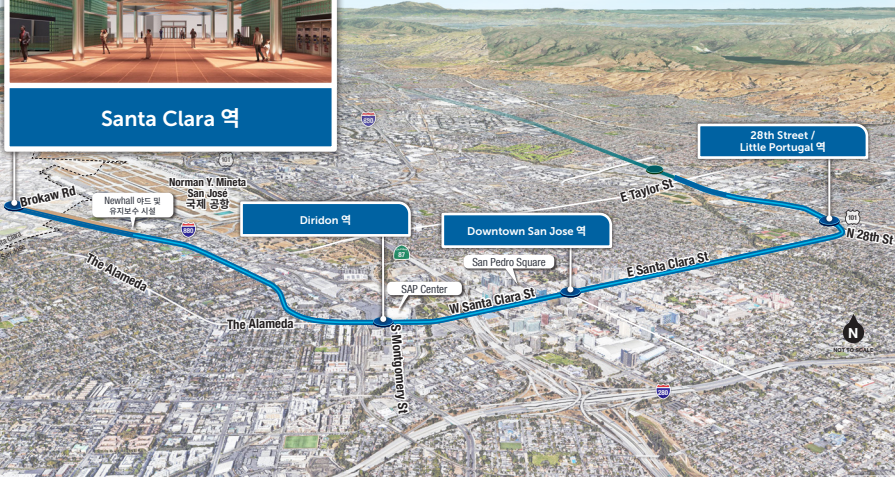 Santa Clara 역
28th Street /
Little Portugal 역
880
101
Norman Y. Mineta
San José
국제 공항
E Taylor St
Brokaw Rd
Newhall 야드 및
유지보수 시설
Diridon 역
Downtown San Jose 역
101
N 28th St
880
87
San Pedro Square
E Santa Clara St
The Alameda
SAP Center
W Santa Clara St
The Alameda
S Montgomery St
N
NOT TO SCALE
280